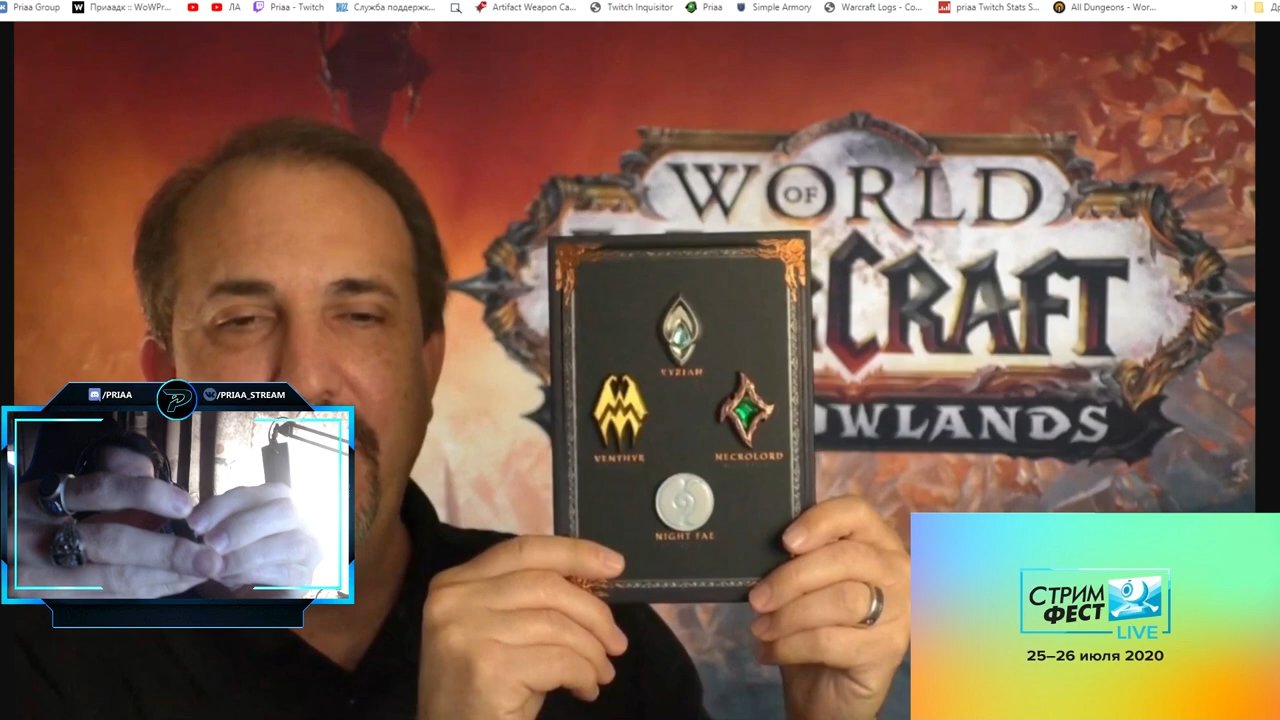 Priaa Group
Приаадк :: WoWPr...
ЛА
Priaa - Twitch
Служба поддержк...
Artifact Weapon Ca...
Twitch Inquisitor
Priaa
Simple Armory
Warcraft Logs - Co...
priaa Twitch Stats S...
All Dungeons - Wor...
»
WORLD
OF
CRAFT
OWLANDS
KYRIAN
VENTHYR
NECROLORD
NIGHT FAE
/PRIAA
/PRIAA_STREAM
СТРИМ
ФЕСТ
LIVE
25–26 июля 2020